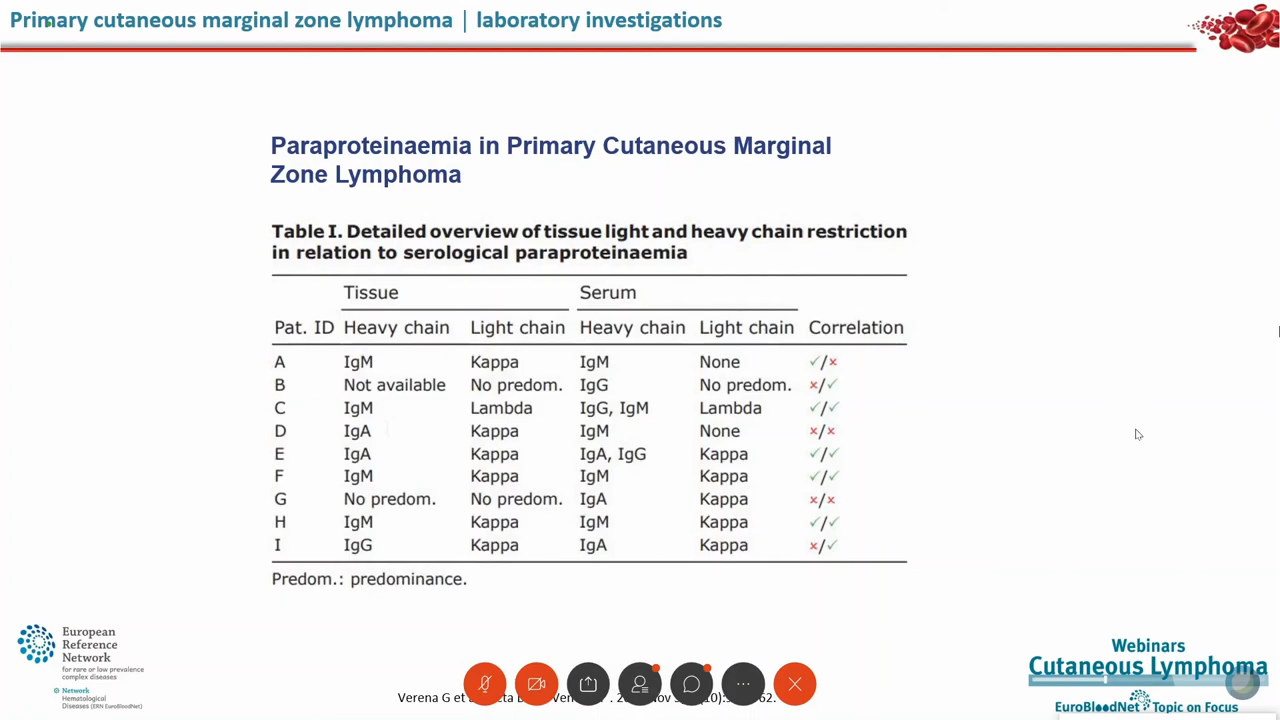 Primary cutaneous marginal zone lymphoma | laboratory investigations
Paraproteinaemia in Primary Cutaneous Marginal
Zone Lymphoma
Table I. Detailed overview of tissue light and heavy chain restriction
in relation to serological paraproteinaemia
Tissue Serum
Pat. ID Heavy chain Light chain Heavy chain Light chain Correlation
A IgM Kappa IgM None ✓/×
B Not available No predom. IgG No predom. ×/✓
C IgM Lambda IgG, IgM Lambda ✓/✓
D IgA Kappa IgM None ×/×
E IgA Kappa IgA, IgG Kappa ✓/✓
F IgM Kappa IgM Kappa ✓/✓
G No predom. No predom. IgA Kappa ×/×
H IgM Kappa IgM Kappa ✓/✓
I IgG Kappa IgA Kappa ×/✓
Predom.: predominance.
European
Reference
Network
for rare or low prevalence
complex diseases
Network
Hematological
Diseases (ERN EuroBloodNet)
Verena G et
Webinars
Cutaneous Lymphoma
EuroBloodNet Topic on Focus